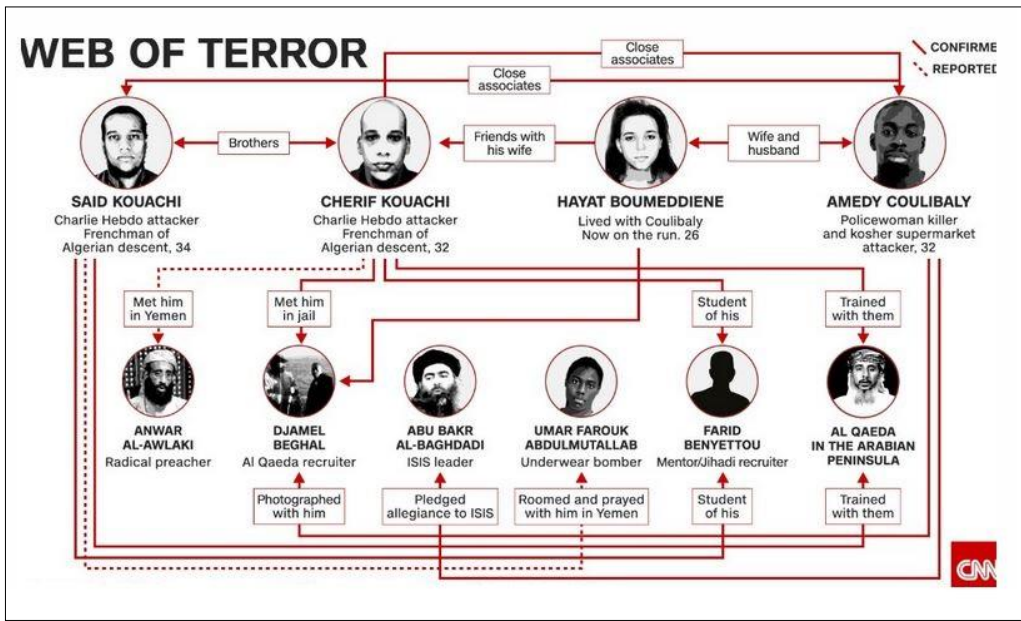 WEB OF TERROR
Close
associates
CONFIRME
REPORTED
Close
associates
Brothers
Friends with
his wife
Wife and
husband
SAID KOUACHI
Charlie Hebdo attacker
Frenchman of
Algerian descent, 34
CHERIF KOUACHI
Charlie Hebdo attacker
Frenchman of
Algerian descent, 32
HAYAT BOUMEDDIENE
Lived with Coulibaly
Now on the run. 26
AMEDY COULIBALY
Policewoman killer
and kosher supermarket
attacker, 32
Met him
in Yemen
Met him
in jail
Student
of his
Trained
with them
ANWAR
AL-AWLAKI
Radical preacher
DJAMEL
BEGHAL
Al Qaeda recruiter
ABU BAKR
AL-BAGHDADI
ISIS leader
UMAR FAROUK
ABDULMUTALLAB
Underwear bomber
FARID
BENYETTOU
Mentor/Jihadi recruiter
AL QAEDA
IN THE ARABIAN
PENINSULA
Photographed
with him
Pledged
allegiance to ISIS
Roomed and prayed
with him in Yemen
Student
of his
Trained
with them
CNN